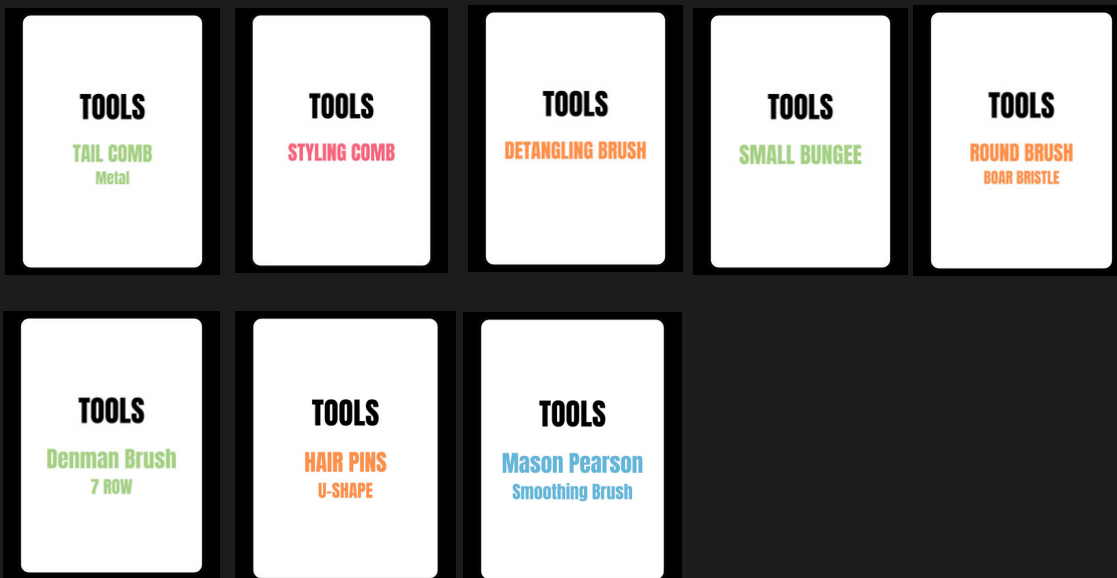 TOOLS
TAIL COMB
Metal
TOOLS
STYLING COMB
TOOLS
DETANGLING BRUSH
TOOLS
SMALL BUNGEE
TOOLS
ROUND BRUSH
BOAR BRISTLE
TOOLS
Denman Brush
7 ROW
TOOLS
HAIR PINS
U-SHAPE
TOOLS
Mason Pearson
Smoothing Brush